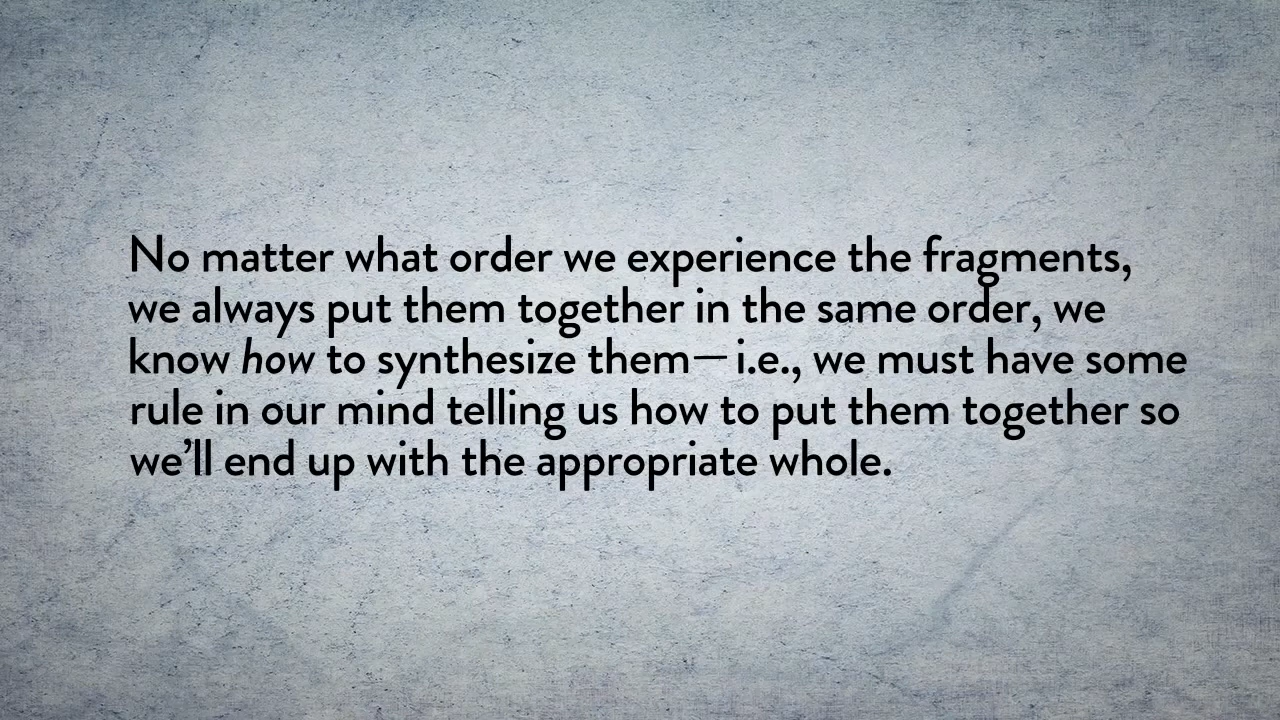 No matter what order we experience the fragments,
we always put them together in the same order, we
know how to synthesize them—i.e., we must have some
rule in our mind telling us how to put them together so
we’ll end up with the appropriate whole.